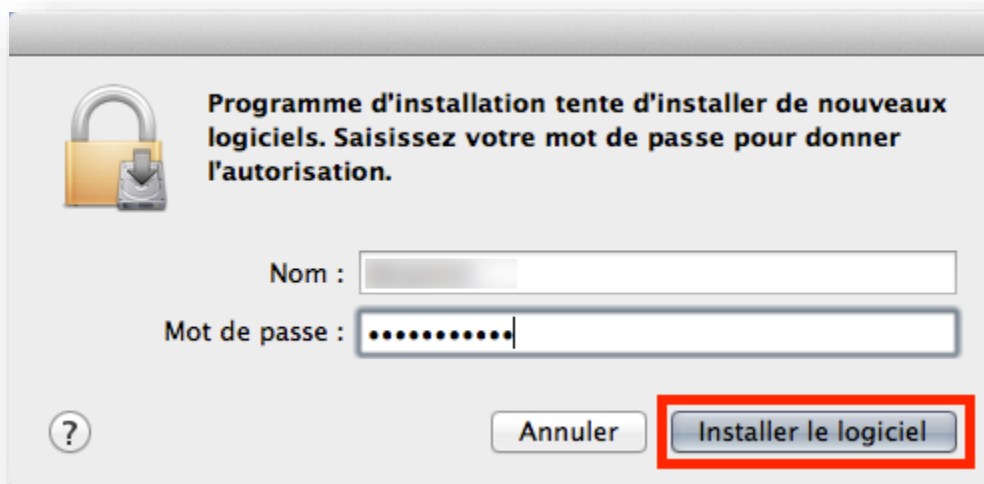 Programme d'installation tente d'installer de nouveaux
logiciels. Saisissez votre mot de passe pour donner
l'autorisation.
Nom :
Mot de passe : •••••••••••
? Annuler Installer le logiciel